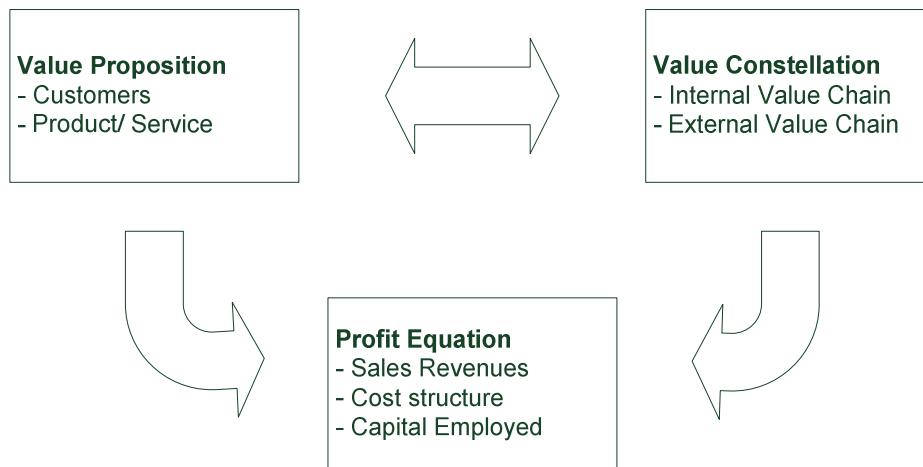 Value Proposition
- Customers
- Product/ Service
Value Constellation
- Internal Value Chain
- External Value Chain
Profit Equation
- Sales Revenues
- Cost structure
- Capital Employed